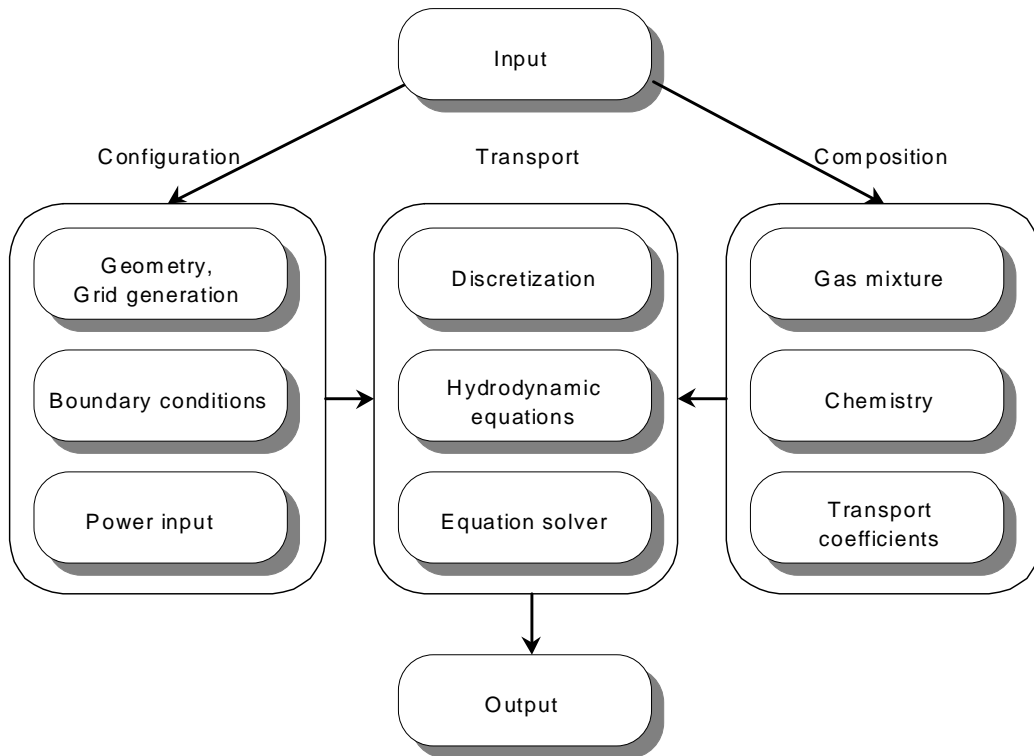 Input
Configuration
Transport
Composition
Geometry,
Grid generation
Boundary conditions
Power input
Discretization
Hydrodynamic
equations
Equation solver
Gas mixture
Chemistry
Transport
coefficients
Output